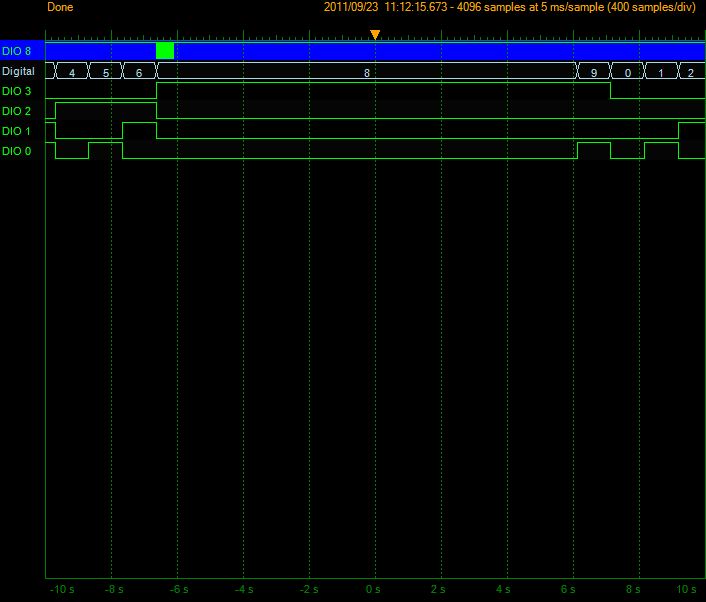 Done 2011/09/23 11:12:15.673 - 4096 samples at 5 ms/sample (400 samples/div)
DIO 8
Digital 4 5 6 8 9 0 1 2
DIO 3
DIO 2
DIO 1
DIO 0
-10 s -8 s -6 s -4 s -2 s 0 s 2 s 4 s 6 s 8 s 10 s